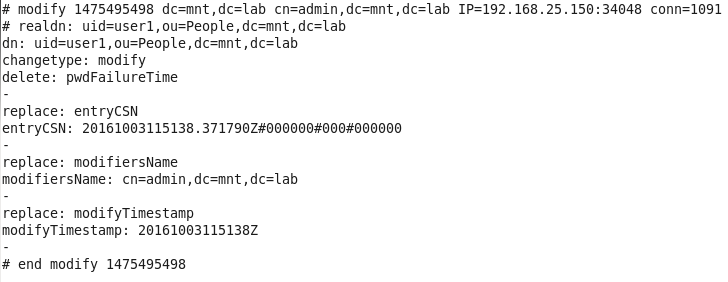 # modify 1475495498 dc=mnt,dc=lab cn=admin,dc=mnt,dc=lab IP=192.168.25.150:34048 conn=1091
# realdn: uid=user1,ou=People,dc=mnt,dc=lab
dn: uid=user1,ou=People,dc=mnt,dc=lab
changetype: modify
delete: pwdFailureTime
-
replace: entryCSN
entryCSN: 20161003115138.371790Z#000000#000#000000
-
replace: modifiersName
modifiersName: cn=admin,dc=mnt,dc=lab
-
replace: modifyTimestamp
modifyTimestamp: 20161003115138Z
-
# end modify 1475495498